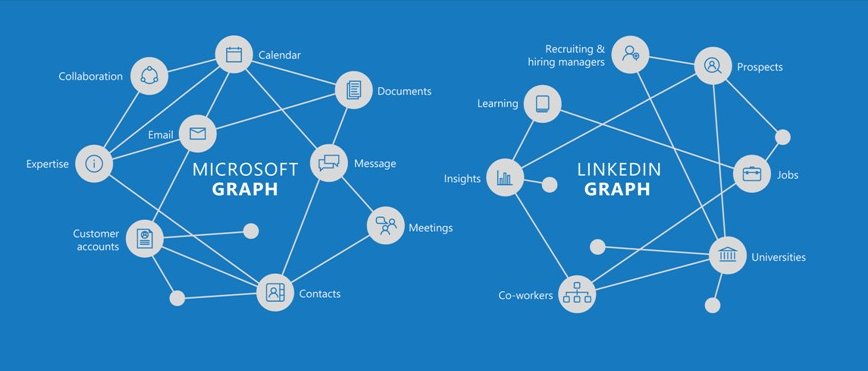 Calendar
Collaboration
Documents
Email
Expertise
MICROSOFT
GRAPH
Message
Customer
accounts
Meetings
Contacts
Recruiting &
hiring managers
Prospects
Learning
Insights
LINKEDIN
GRAPH
Jobs
Universities
Co-workers